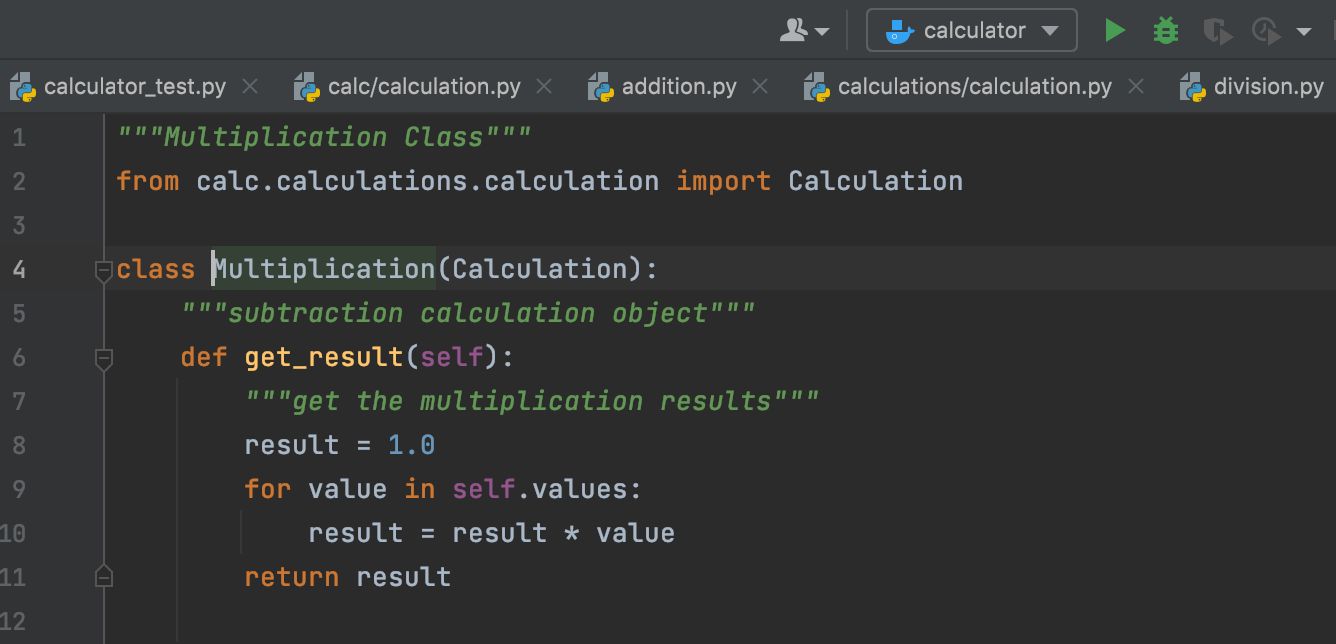 calculator
calculator_test.py calc/calculation.py addition.py calculations/calculation.py division.py
1 """Multiplication Class"""
2 from calc.calculations.calculation import Calculation
3
4 class Multiplication(Calculation):
5     """subtraction calculation object"""
6     def get_result(self):
7         """get the multiplication results"""
8         result = 1.0
9         for value in self.values:
10             result = result * value
11         return result
12